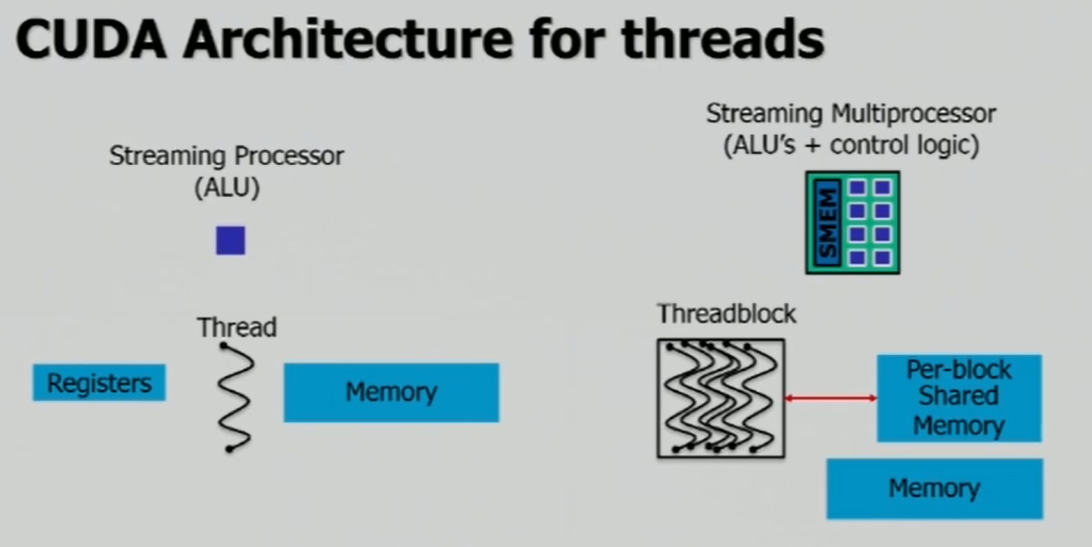 CUDA Architecture for threads
Streaming Processor
(ALU)
Thread
Registers
Memory
Streaming Multiprocessor
(ALU's + control logic)
SMEM
Threadblock
Per-block
Shared
Memory
Memory